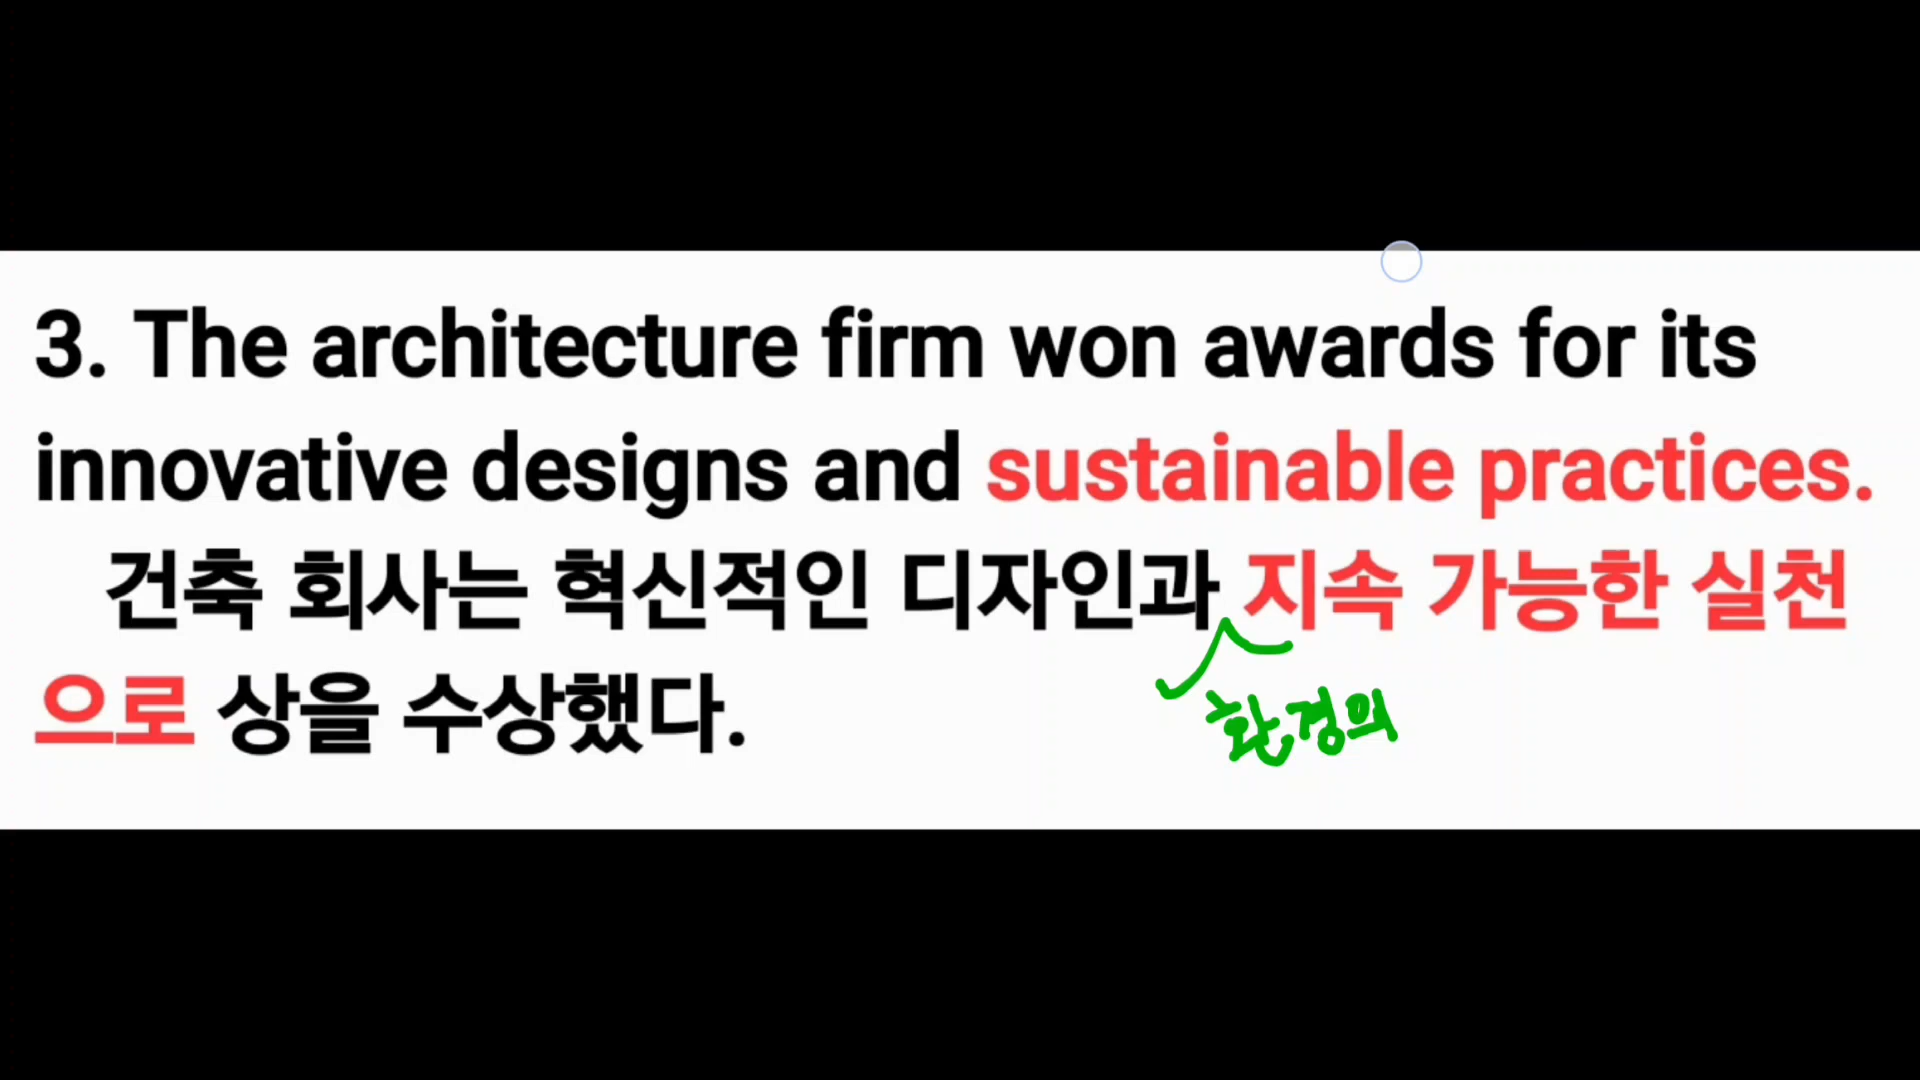 3. The architecture firm won awards for its
innovative designs and sustainable practices.
건축 회사는 혁신적인 디자인과 지속 가능한 실천
으로 상을 수상했다.
환경의